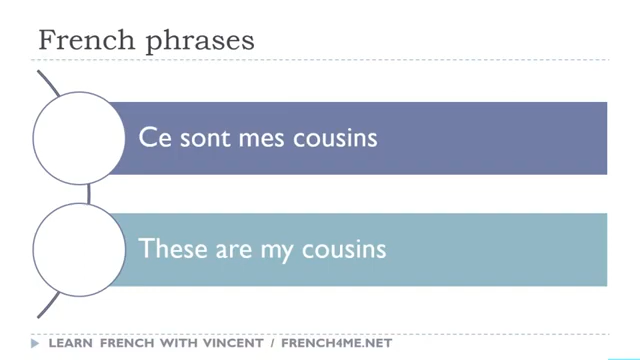 French phrases
Ce sont mes cousins
These are my cousins
LEARN FRENCH WITH VINCENT / FRENCH4ME.NET